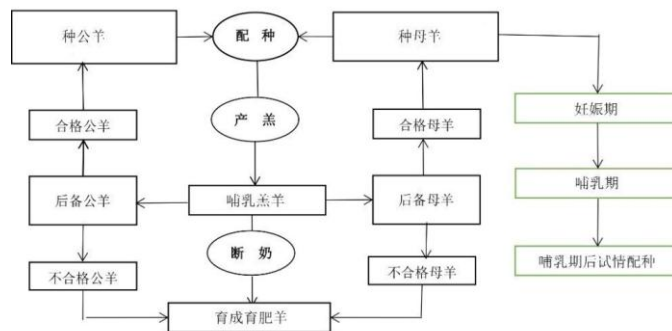 种公羊
配 种
种母羊
妊娠期
产 羔
合格公羊
合格母羊
哺乳期
后备公羊
哺乳羔羊
后备母羊
断 奶
哺乳期后试情配种
不合格公羊
不合格母羊
育成育肥羊